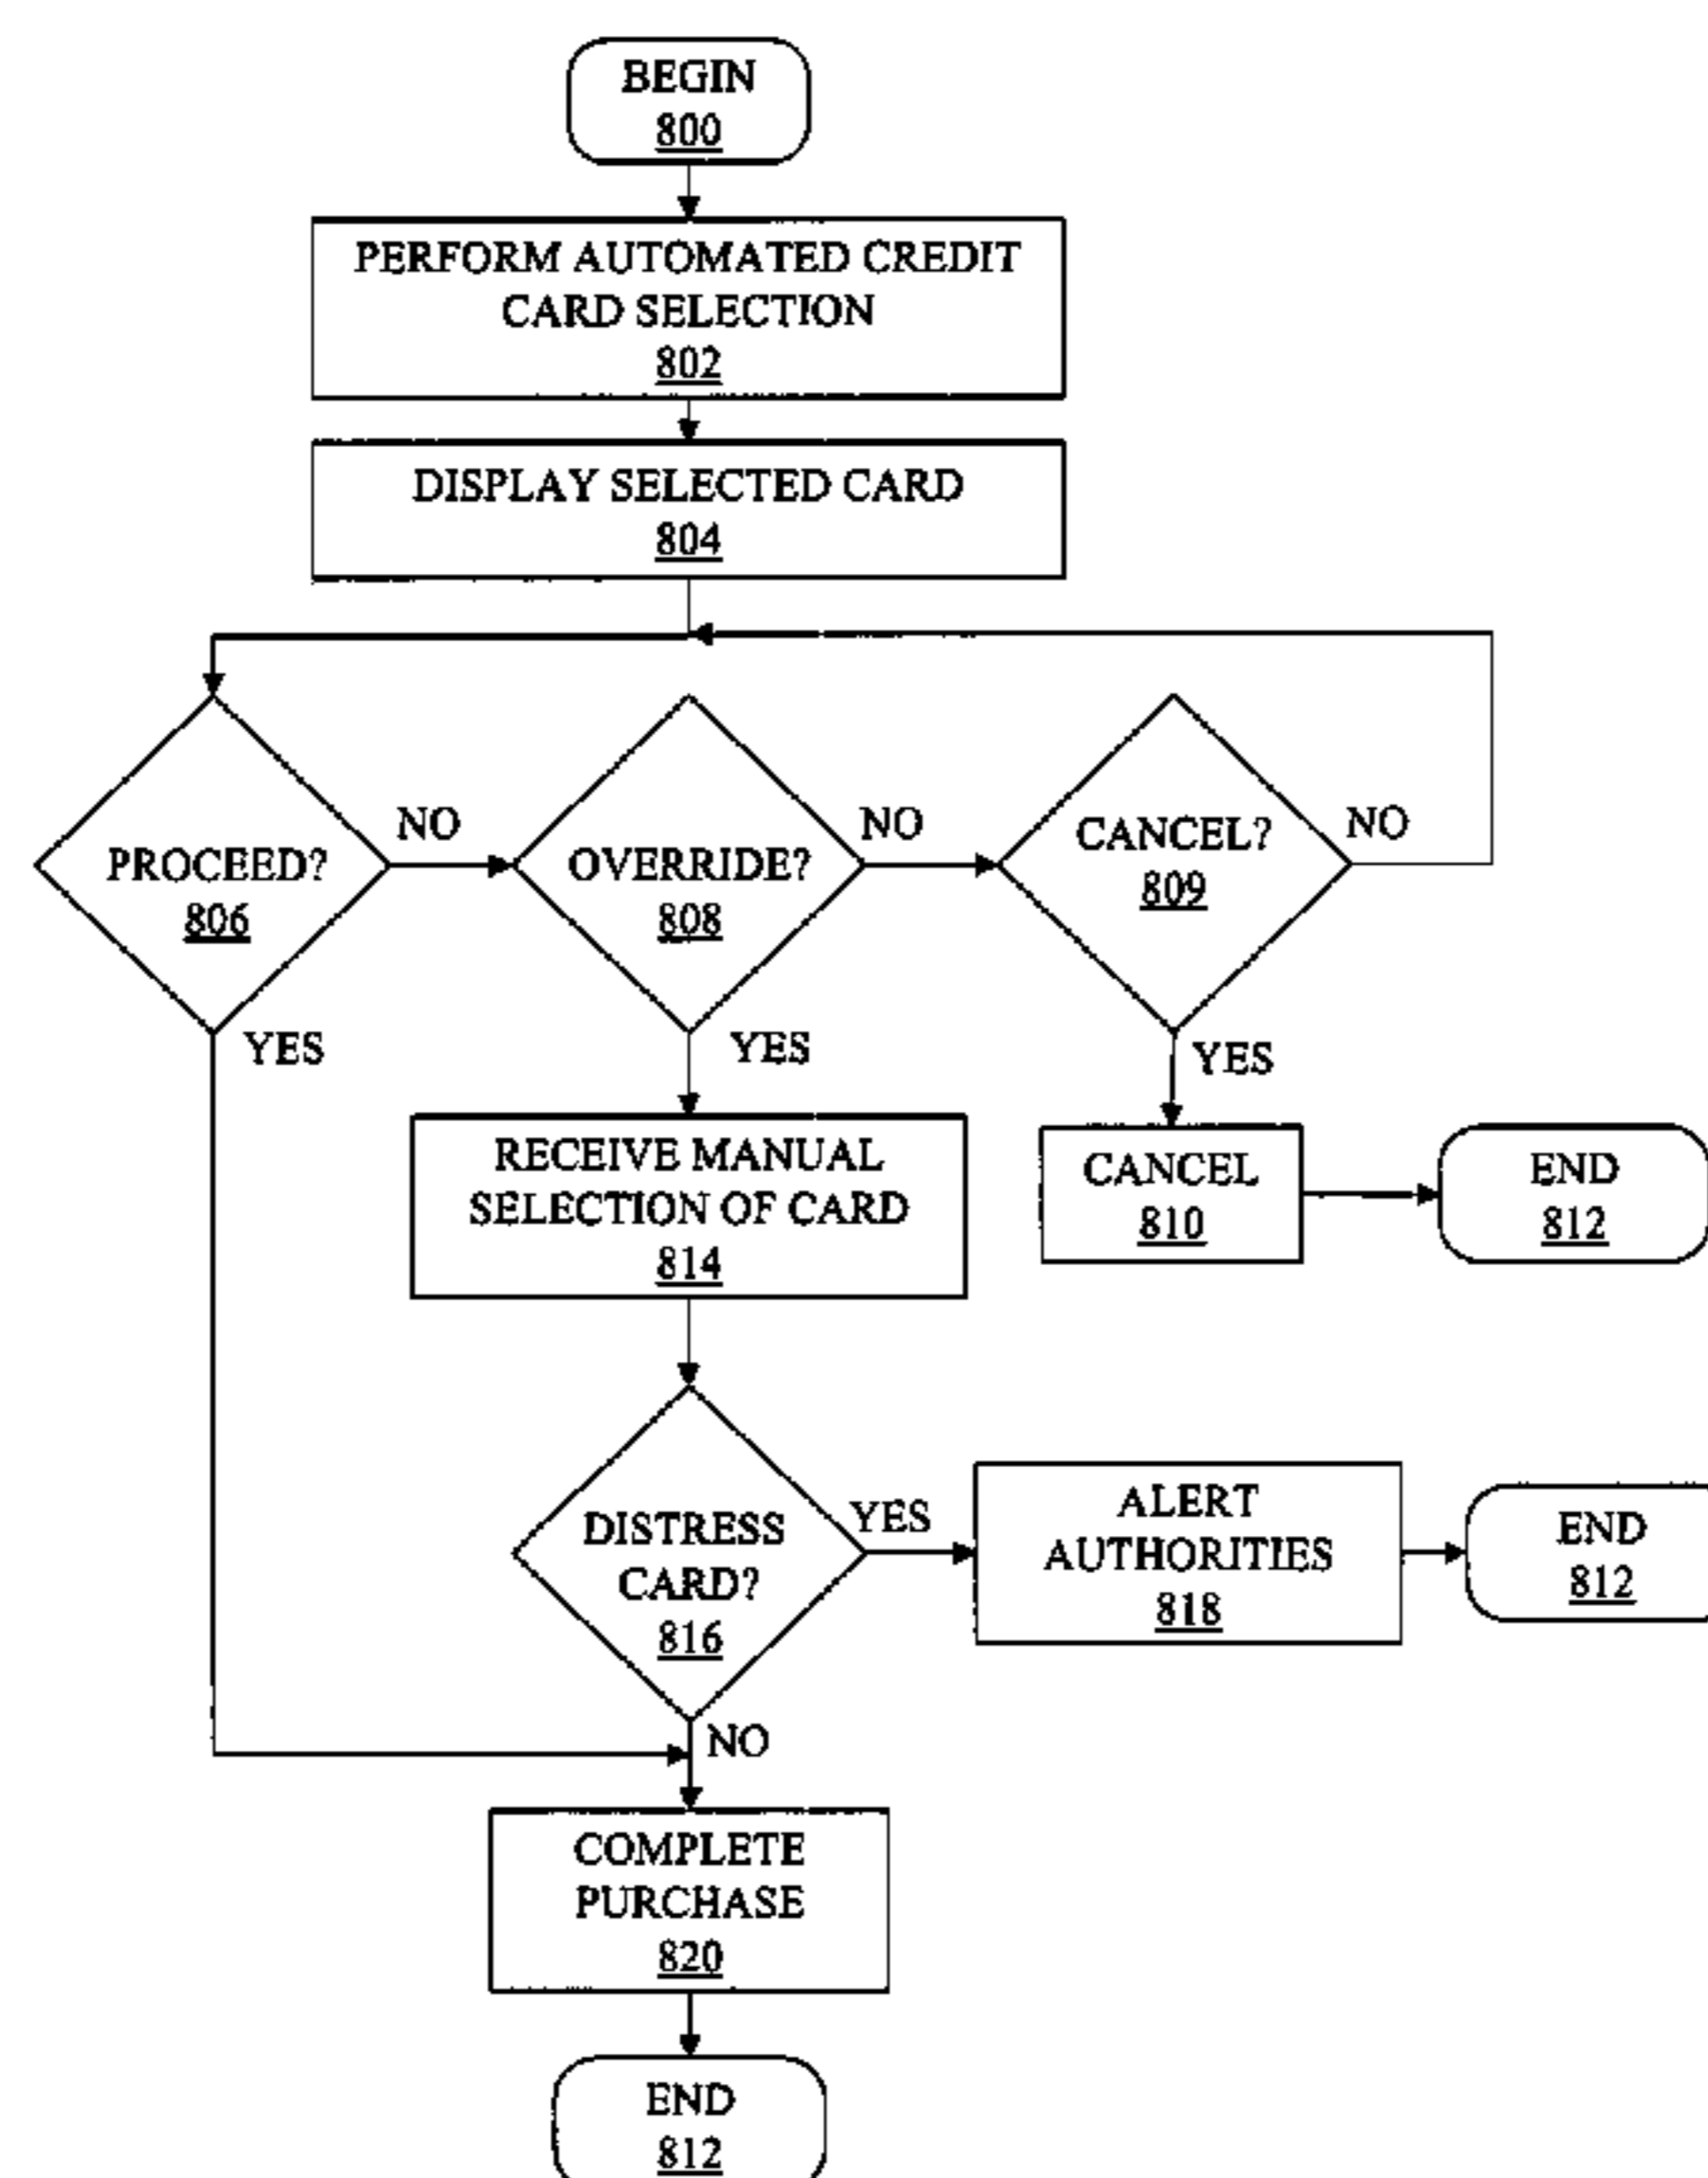 BEGIN
800
PERFORM AUTOMATED CREDIT
CARD SELECTION
802
DISPLAY SELECTED CARD
804
PROCEED?
806
NO
OVERRIDE?
808
NO
CANCEL?
809
NO
YES
YES
YES
RECEIVE MANUAL
SELECTION OF CARD
814
CANCEL
810
END
812
DISTRESS
CARD?
816
YES
ALERT
AUTHORITIES
818
END
812
NO
COMPLETE
PURCHASE
820
END
812